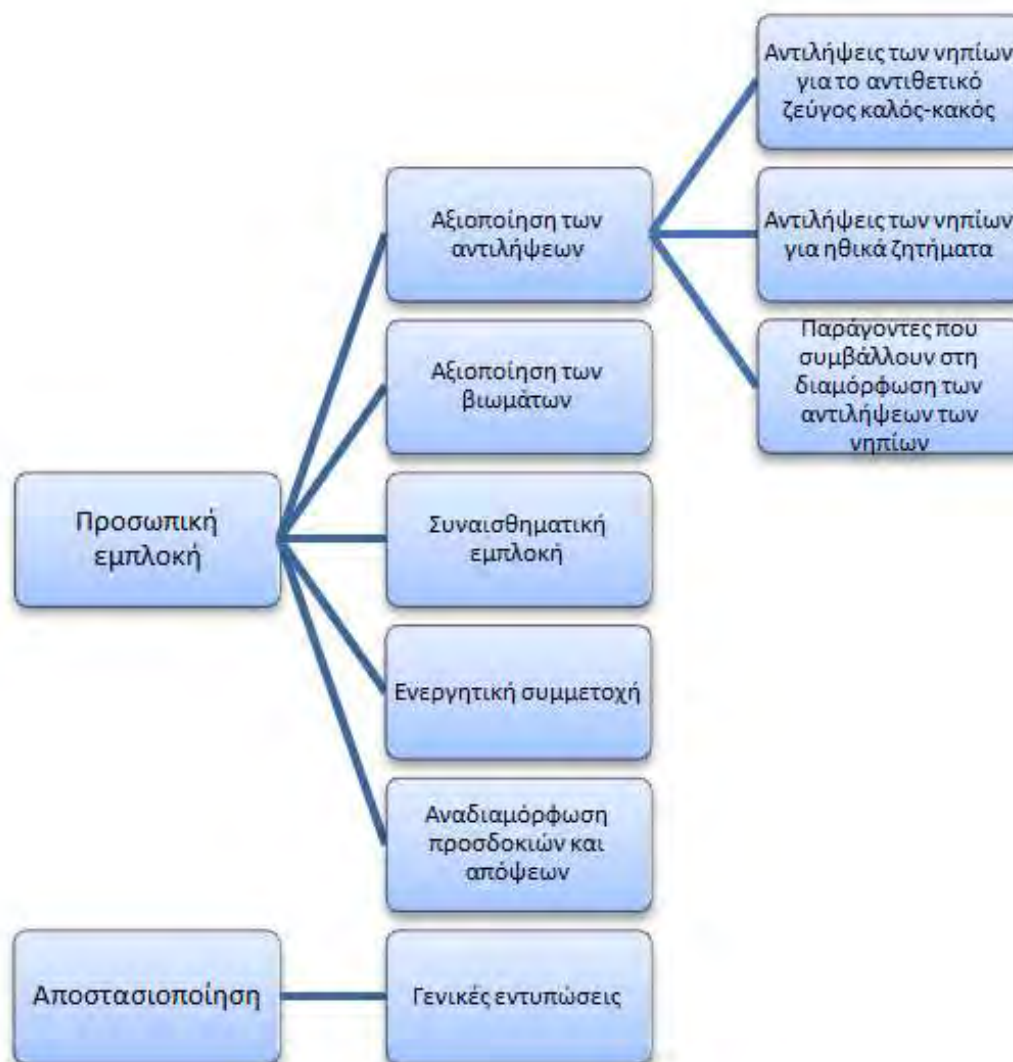 Αντιλήψεις των νηπίων
για το αντιθετικό
ζεύγος καλός-κακός
Αξιοποίηση των
αντιλήψεων
Αντιλήψεις των νηπίων
για ηθικά ζητήματα
Παράγοντες που
συμβάλλουν στη
διαμόρφωση των
αντιλήψεων των
νηπίων
Αξιοποίηση των
βιωμάτων
Προσωπική
εμπλοκή
Συναισθηματική
εμπλοκή
Ενεργητική συμμετοχή
Αναδιαμόρφωση
προσδοκιών και
απόψεων
Αποστασιοποίηση
Γενικές εντυπώσεις